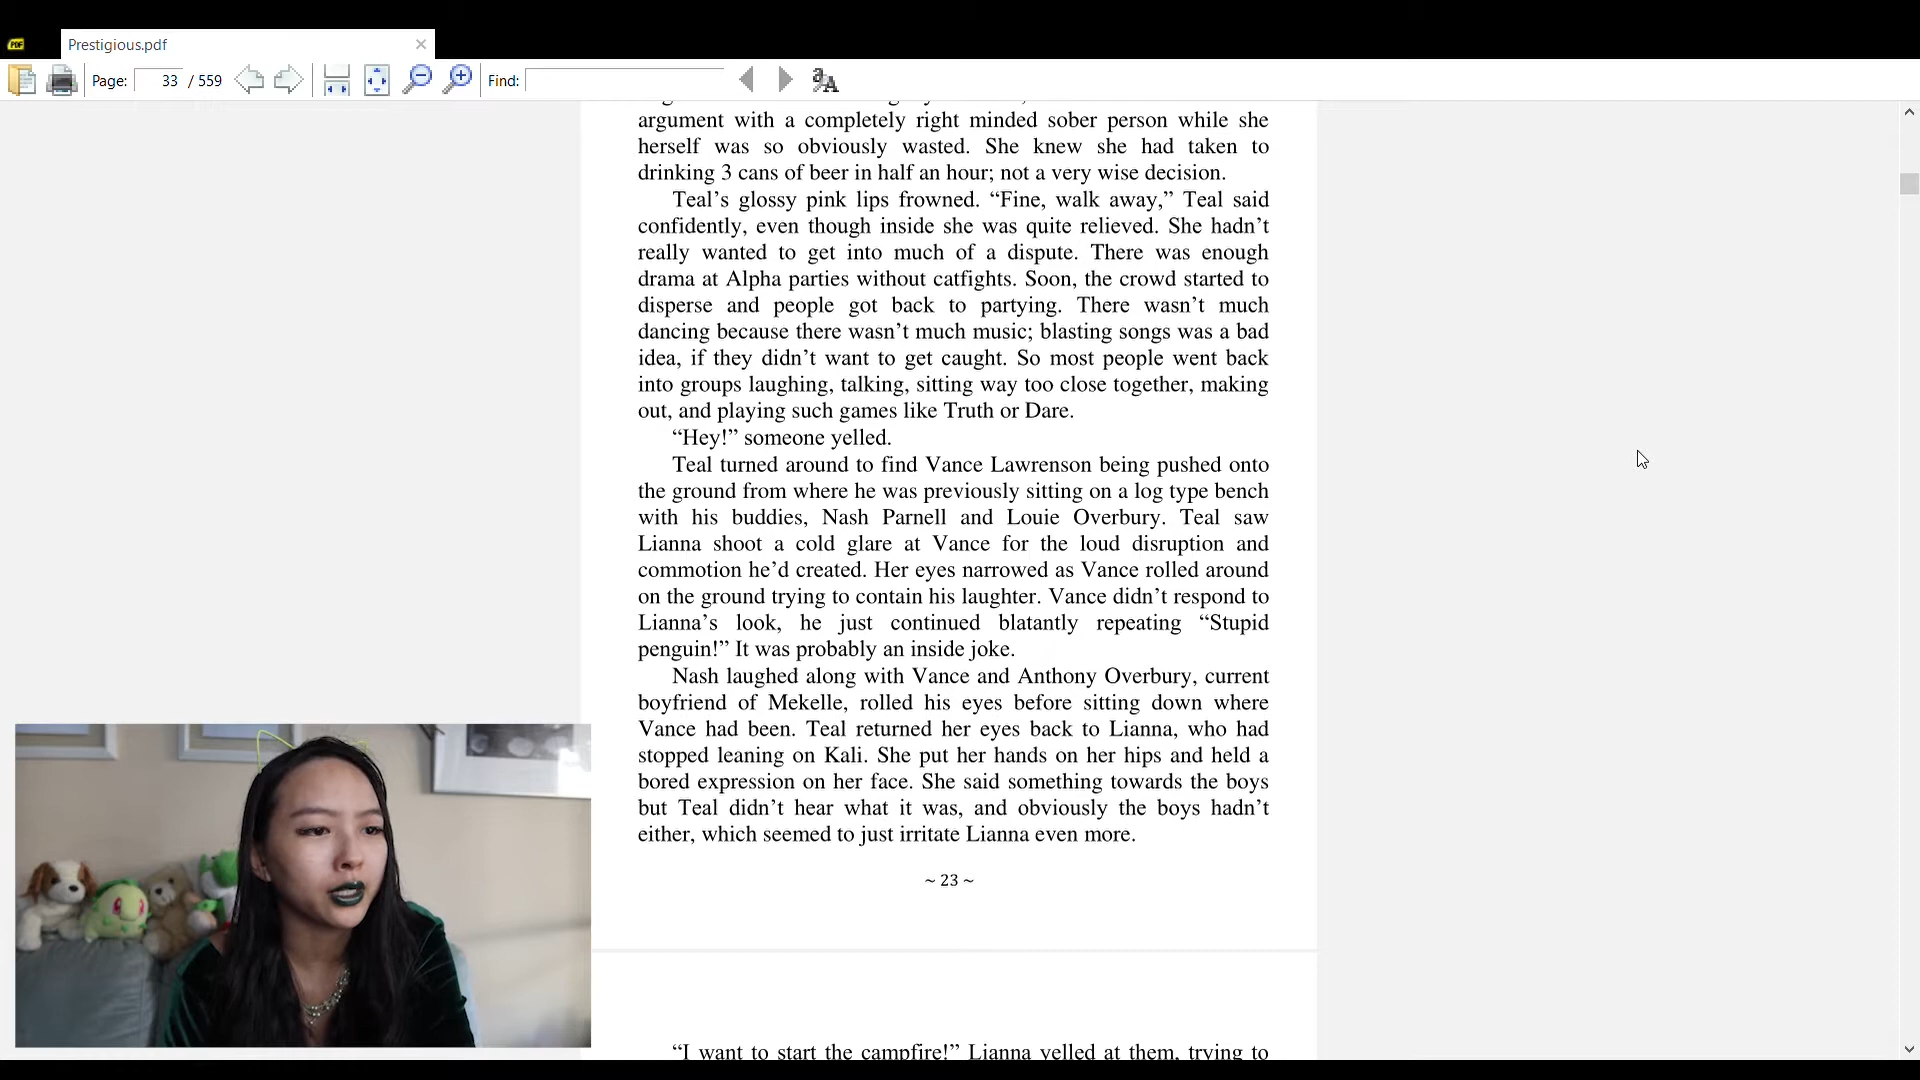 PDF
Prestigious.pdf
Page: 33 / 559
Find:
argument with a completely right minded sober person while she
herself was so obviously wasted. She knew she had taken to
drinking 3 cans of beer in half an hour; not a very wise decision.
Teal’s glossy pink lips frowned. “Fine, walk away,” Teal said
confidently, even though inside she was quite relieved. She hadn’t
really wanted to get into much of a dispute. There was enough
drama at Alpha parties without catfights. Soon, the crowd started to
disperse and people got back to partying. There wasn’t much
dancing because there wasn’t much music; blasting songs was a bad
idea, if they didn’t want to get caught. So most people went back
into groups laughing, talking, sitting way too close together, making
out, and playing such games like Truth or Dare.
“Hey!” someone yelled.
Teal turned around to find Vance Lawrenson being pushed onto
the ground from where he was previously sitting on a log type bench
with his buddies, Nash Parnell and Louie Overbury. Teal saw
Lianna shoot a cold glare at Vance for the loud disruption and
commotion he’d created. Her eyes narrowed as Vance rolled around
on the ground trying to contain his laughter. Vance didn’t respond to
Lianna’s look, he just continued blatantly repeating “Stupid
penguin!” It was probably an inside joke.
Nash laughed along with Vance and Anthony Overbury, current
boyfriend of Mekelle, rolled his eyes before sitting down where
Vance had been. Teal returned her eyes back to Lianna, who had
stopped leaning on Kali. She put her hands on her hips and held a
bored expression on her face. She said something towards the boys
but Teal didn’t hear what it was, and obviously the boys hadn’t
either, which seemed to just irritate Lianna even more.
~ 23 ~
“I want to start the campfire!” Lianna yelled at them, trying to